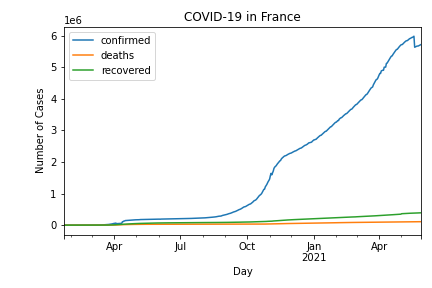 COVID-19 in France
1e6
confirmed
deaths
recovered
6
5
4
3
2
1
0
Number of Cases
Apr
Jul
Oct
Jan
2021
Apr
Day